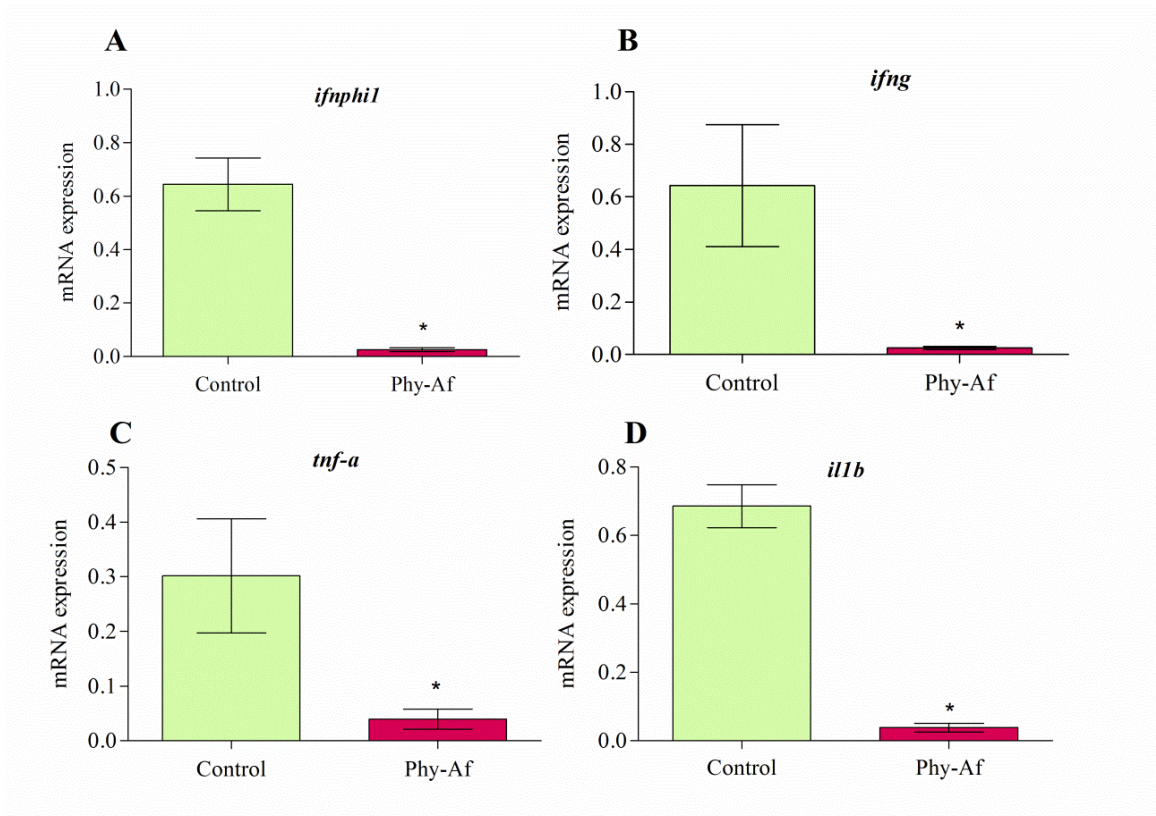 A
ifnphi1
mRNA expression
1.0
0.8
0.6
0.4
0.2
0.0
*
Control Phy-Af
B
ifng
mRNA expression
1.0
0.8
0.6
0.4
0.2
0.0
*
Control Phy-Af
C
tnf-a
mRNA expression
0.5
0.4
0.3
0.2
0.1
0.0
*
Control Phy-Af
D
il1b
mRNA expression
0.8
0.6
0.4
0.2
0.0
*
Control Phy-Af